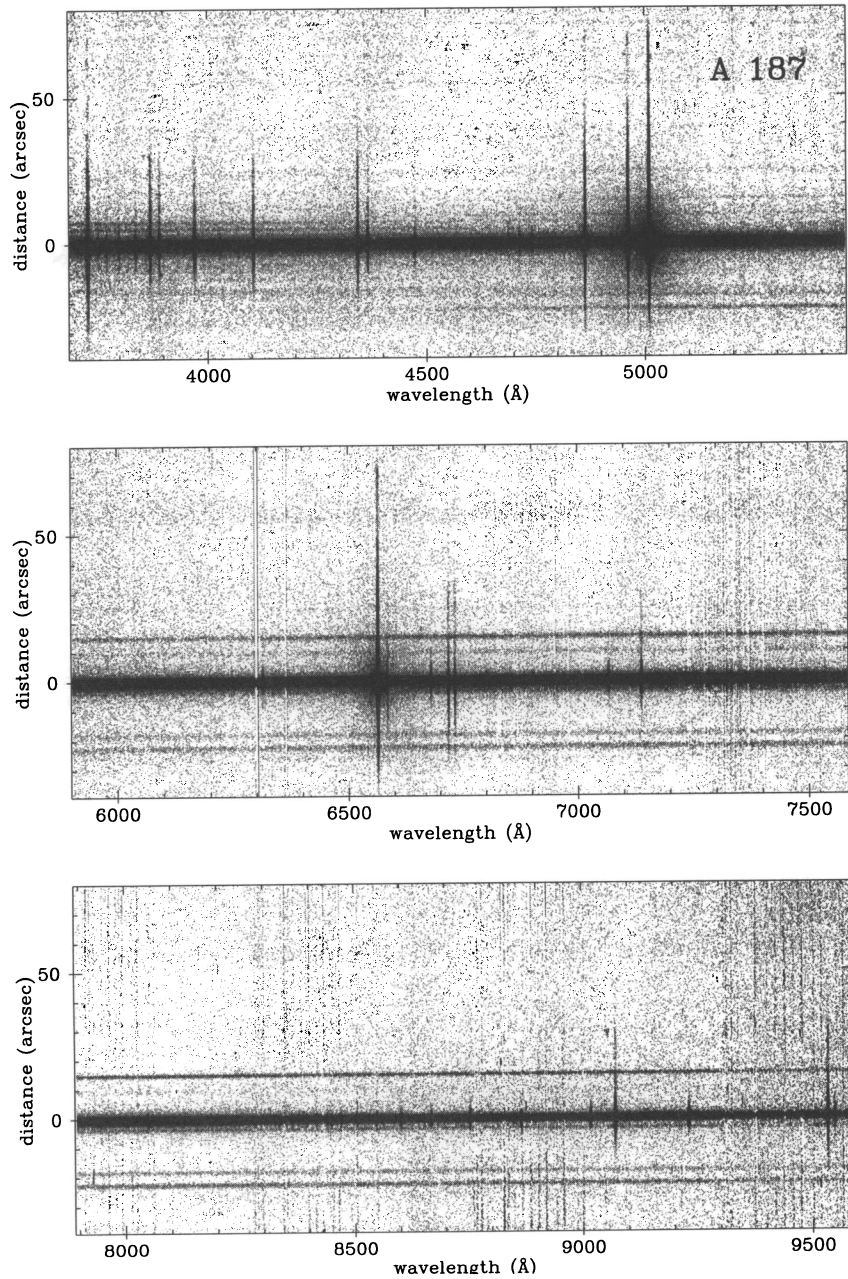 A 187
50
0
distance (arcsec)
4000 4500 5000
wavelength (Å)
50
0
distance (arcsec)
6000 6500 7000 7500
wavelength (Å)
50
0
distance (arcsec)
8000 8500 9000 9500
wavelength (Å)